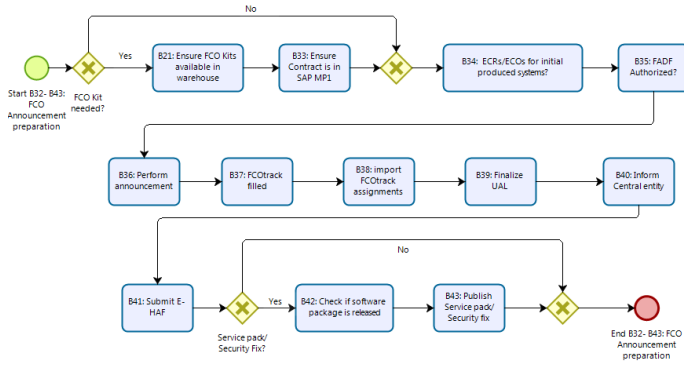 No
Yes
B21: Ensure FCO Kits
available in
warehouse
B33: Ensure
Contract is in
SAP MP1
B34:  ECRs/ECOs for initial
produced systems?
B35: FADF
Authorized?
Start B32- B43:
FCO
Announcement
preparation
FCO Kit
needed?
B36: Perform
announcement
B37: FCOtrack
filled
B38: import
FCOtrack
assignments
B39: Finalize
UAL
B40: Inform
Central entity
No
B41: Submit E-
HAF
Yes
B42: Check if software
package is released
B43: Publish
Service pack/
Security fix
Service pack/
Security Fix?
End B32- B43: FCO
Announcement
preparation